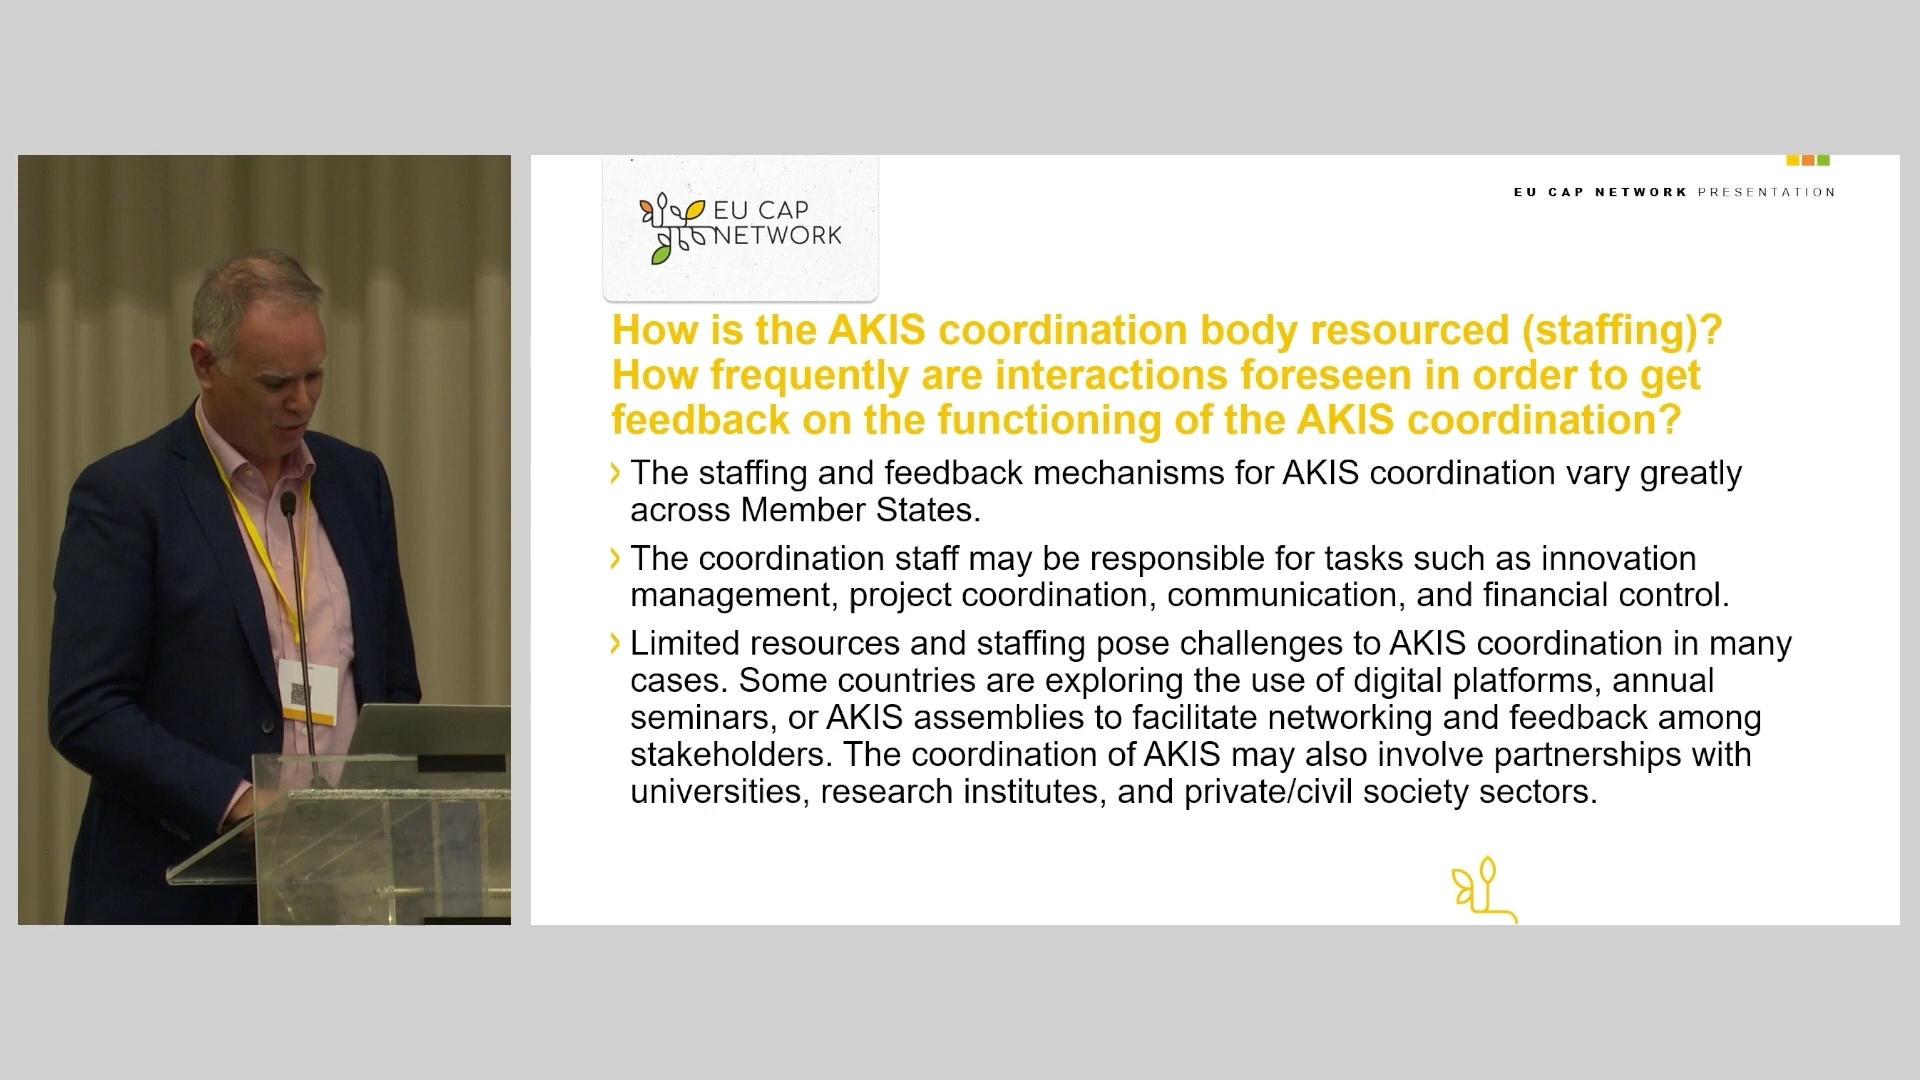 EU CAP
NETWORK
EU CAP NETWORK PRESENTATION
How is the AKIS coordination body resourced (staffing)?
How frequently are interactions foreseen in order to get
feedback on the functioning of the AKIS coordination?
The staffing and feedback mechanisms for AKIS coordination vary greatly
across Member States.
The coordination staff may be responsible for tasks such as innovation
management, project coordination, communication, and financial control.
Limited resources and staffing pose challenges to AKIS coordination in many
cases. Some countries are exploring the use of digital platforms, annual
seminars, or AKIS assemblies to facilitate networking and feedback among
stakeholders. The coordination of AKIS may also involve partnerships with
universities, research institutes, and private/civil society sectors.